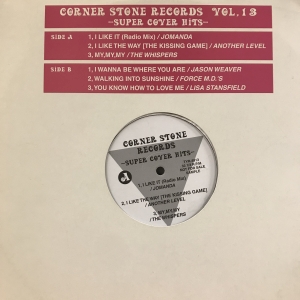 CORNER STONE RECORDS VOL.13
~SUPER COVER HITS~
SIDE A
1, I LIKE IT (Radio Mix) / JOMANDA
2. I LIKE THE WAY [THE KISSING GAME] / ANOTHER LEVEL
3. MY,MY,MY / THE WHISPERS
SIDE B
1. I WANNA BE WHERE YOU ARE / JASON WEAVER
2. WALKING INTO SUNSHINE / FORCE M.D.'S
3. YOU KNOW HOW TO LOVE ME / LISA STANSFIELD
CORNER STONE
RECORDS
~SUPER COVER HITS~
1, I LIKE IT (Radio Mix)
/ JOMANDA
2. I LIKE THE WAY [THE KISSING GAME]
/ ANOTHER LEVEL
3. MY,MY,MY
/ THE WHISPERS
NOT FOR SALE
SAMPLE